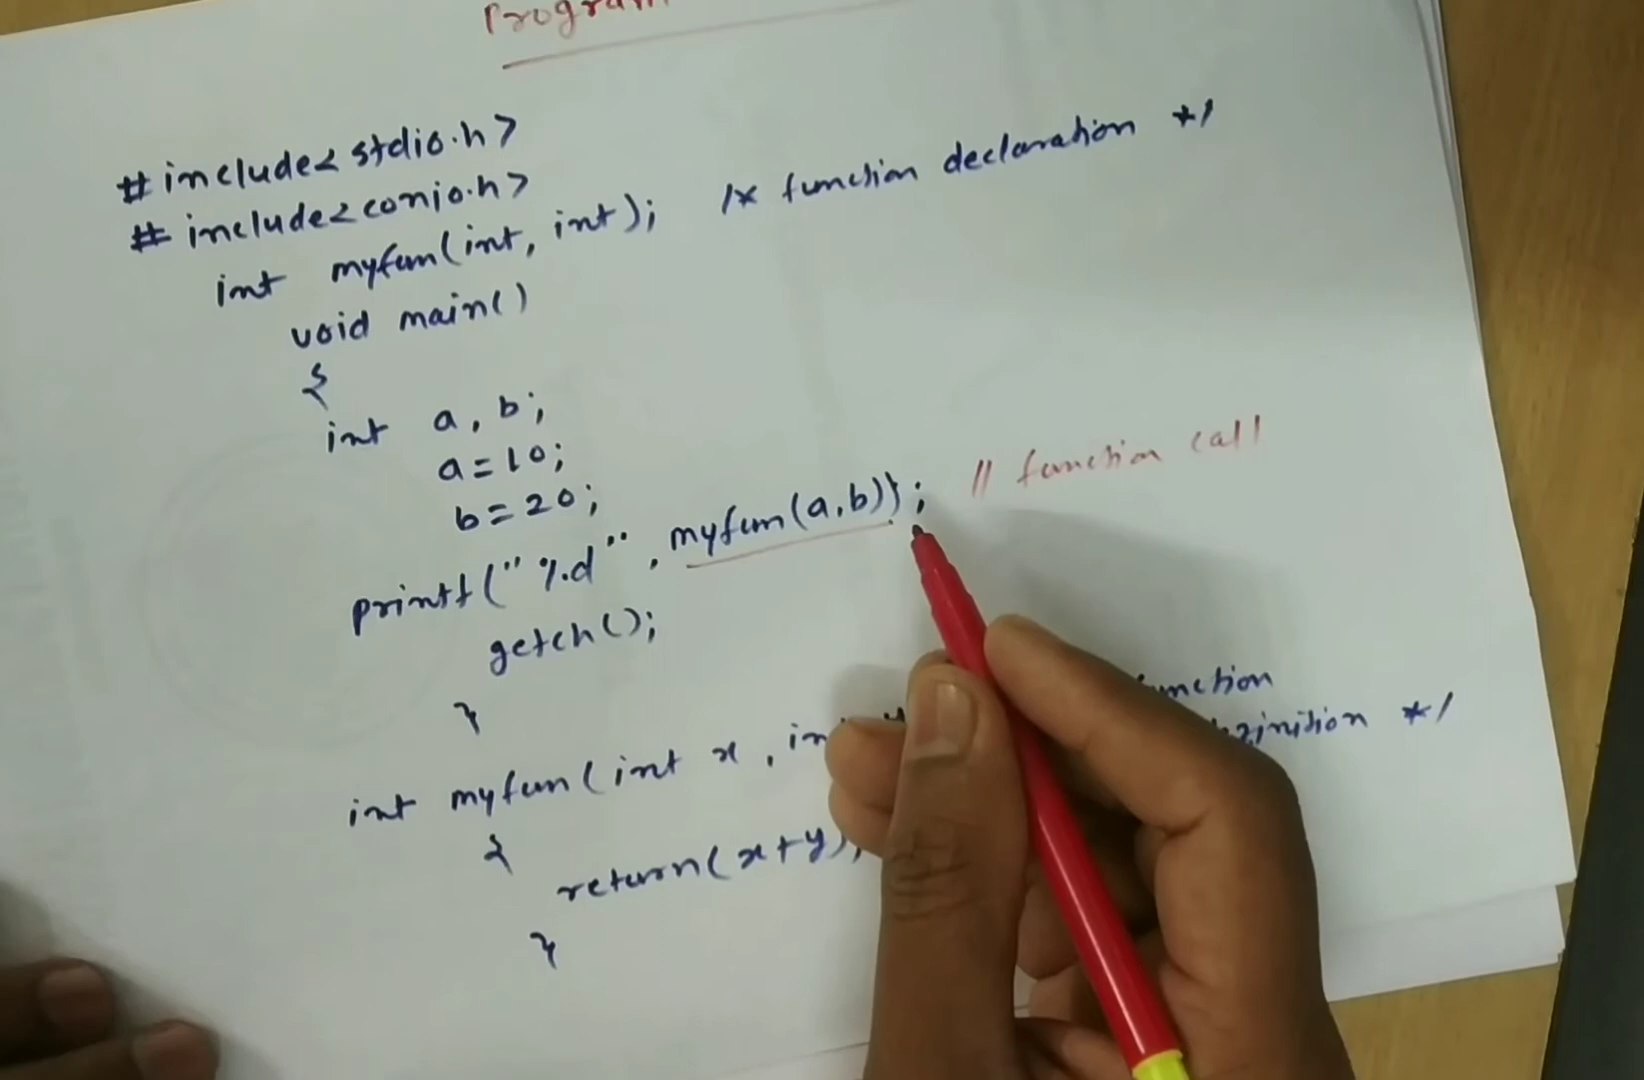 Program
#include<stdio.h>
#include<conio.h>
int myfun(int, int); /* function declaration */
void main()
{
int a, b;
a=10;
b=20;
printf("%d", myfun(a,b)); // function call
getch();
}
int myfun(int x,
{
return(x+y);
}